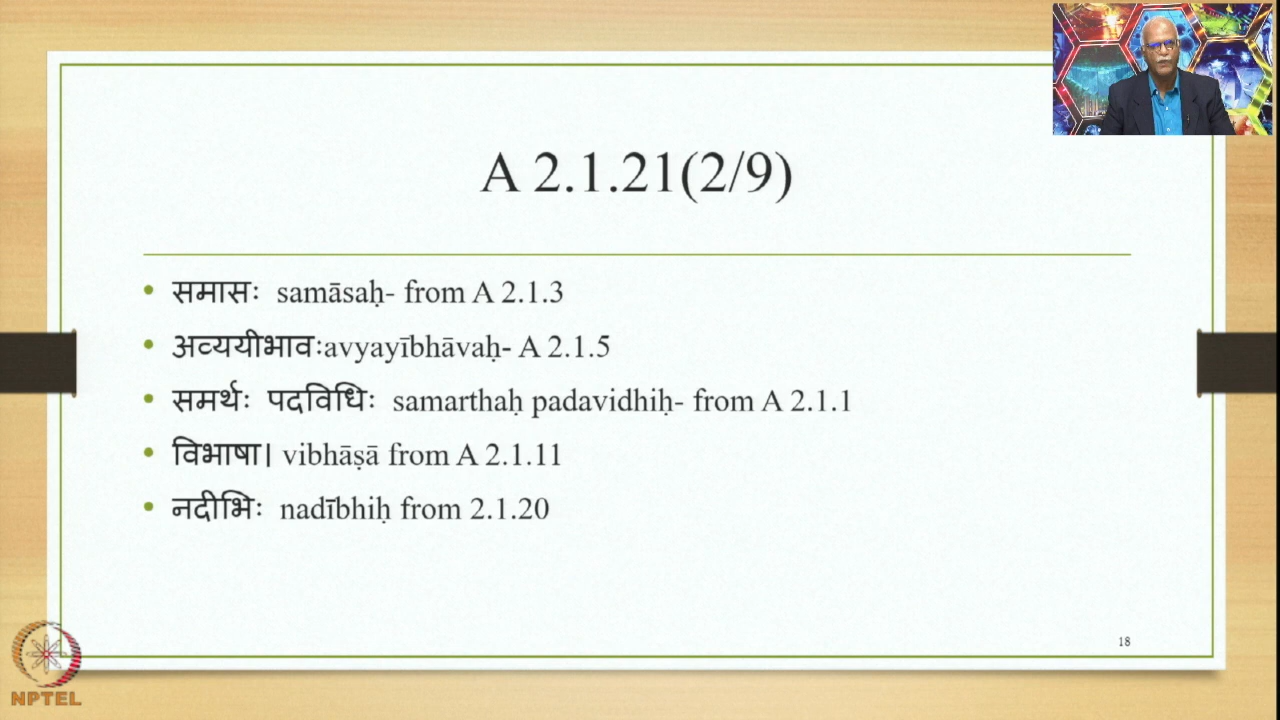 A 2.1.21(2/9)
• समासः samāsaḥ- from A 2.1.3
• अव्ययीभावःavyayībhāvaḥ- A 2.1.5
• समर्थः पदविधिः samarthaḥ padavidhiḥ- from A 2.1.1
• विभाषा। vibhāṣā from A 2.1.11
• नदीभिः nadībhiḥ from 2.1.20
18
NPTEL